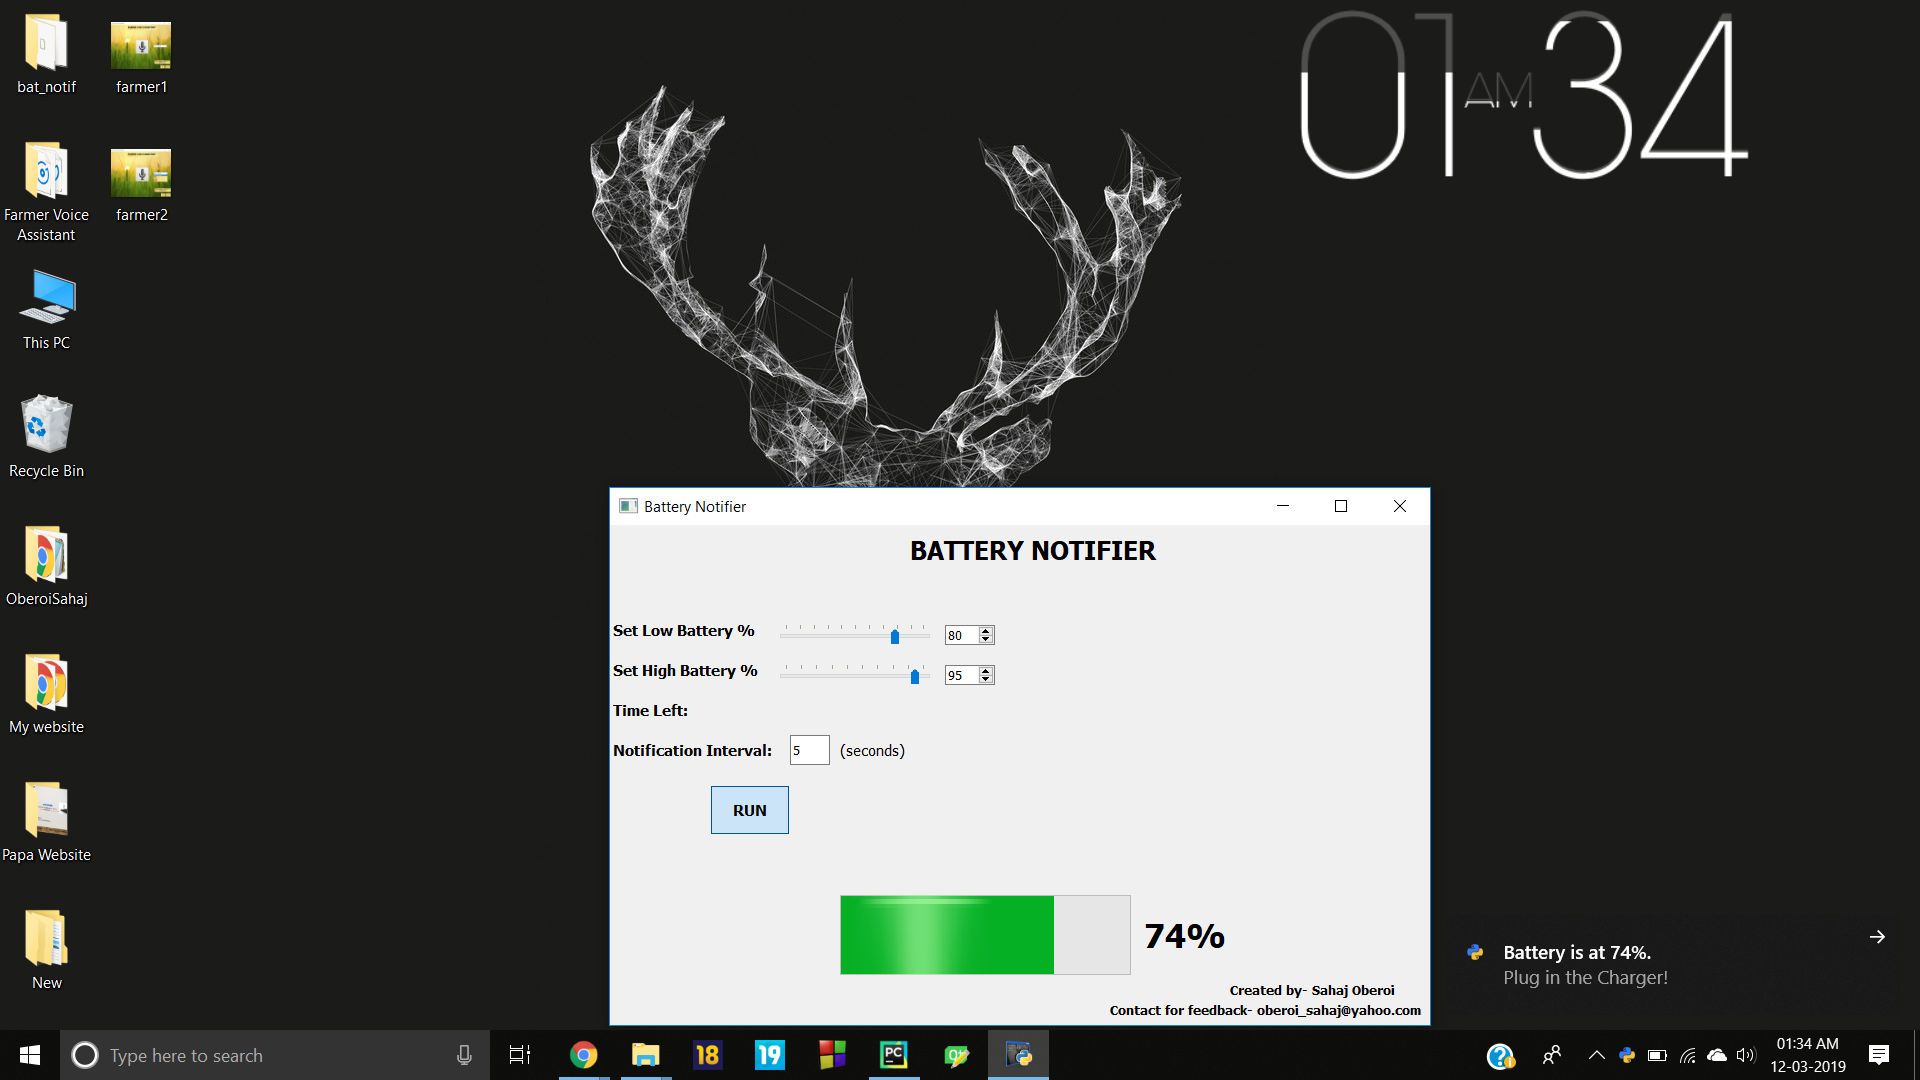 bat_notif
farmer1
Farmer Voice
Assistant
farmer2
This PC
Recycle Bin
OberoiSahaj
My website
Papa Website
New
01 AM 34
Battery Notifier
BATTERY NOTIFIER
Set Low Battery %
80
Set High Battery %
95
Time Left:
Notification Interval:
5
(seconds)
RUN
74%
Created by- Sahaj Oberoi
Contact for feedback- oberoi_sahaj@yahoo.com
Battery is at 74%.
Plug in the Charger!
Type here to search
18
19
PC
01:34 AM
12-03-2019